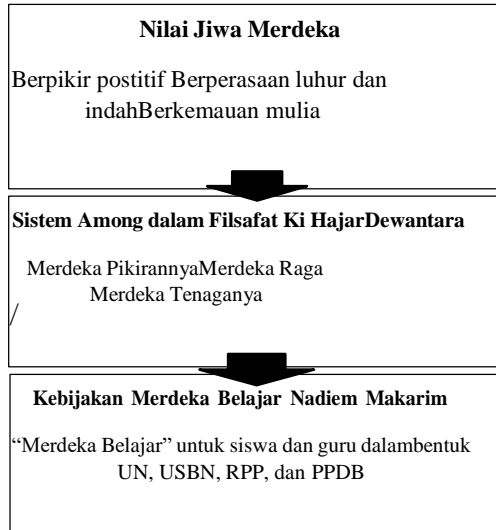 Nilai Jiwa Merdeka
Berpikir postitif Berperasaan luhur dan
indahBerkemauan mulia
Sistem Among dalam Filsafat Ki HajarDewantara
Merdeka PikirannyaMerdeka Raga
Merdeka Tenaganya
/
Kebijakan Merdeka Belajar Nadiem Makarim
“Merdeka Belajar” untuk siswa dan guru dalambentuk
UN, USBN, RPP, dan PPDB